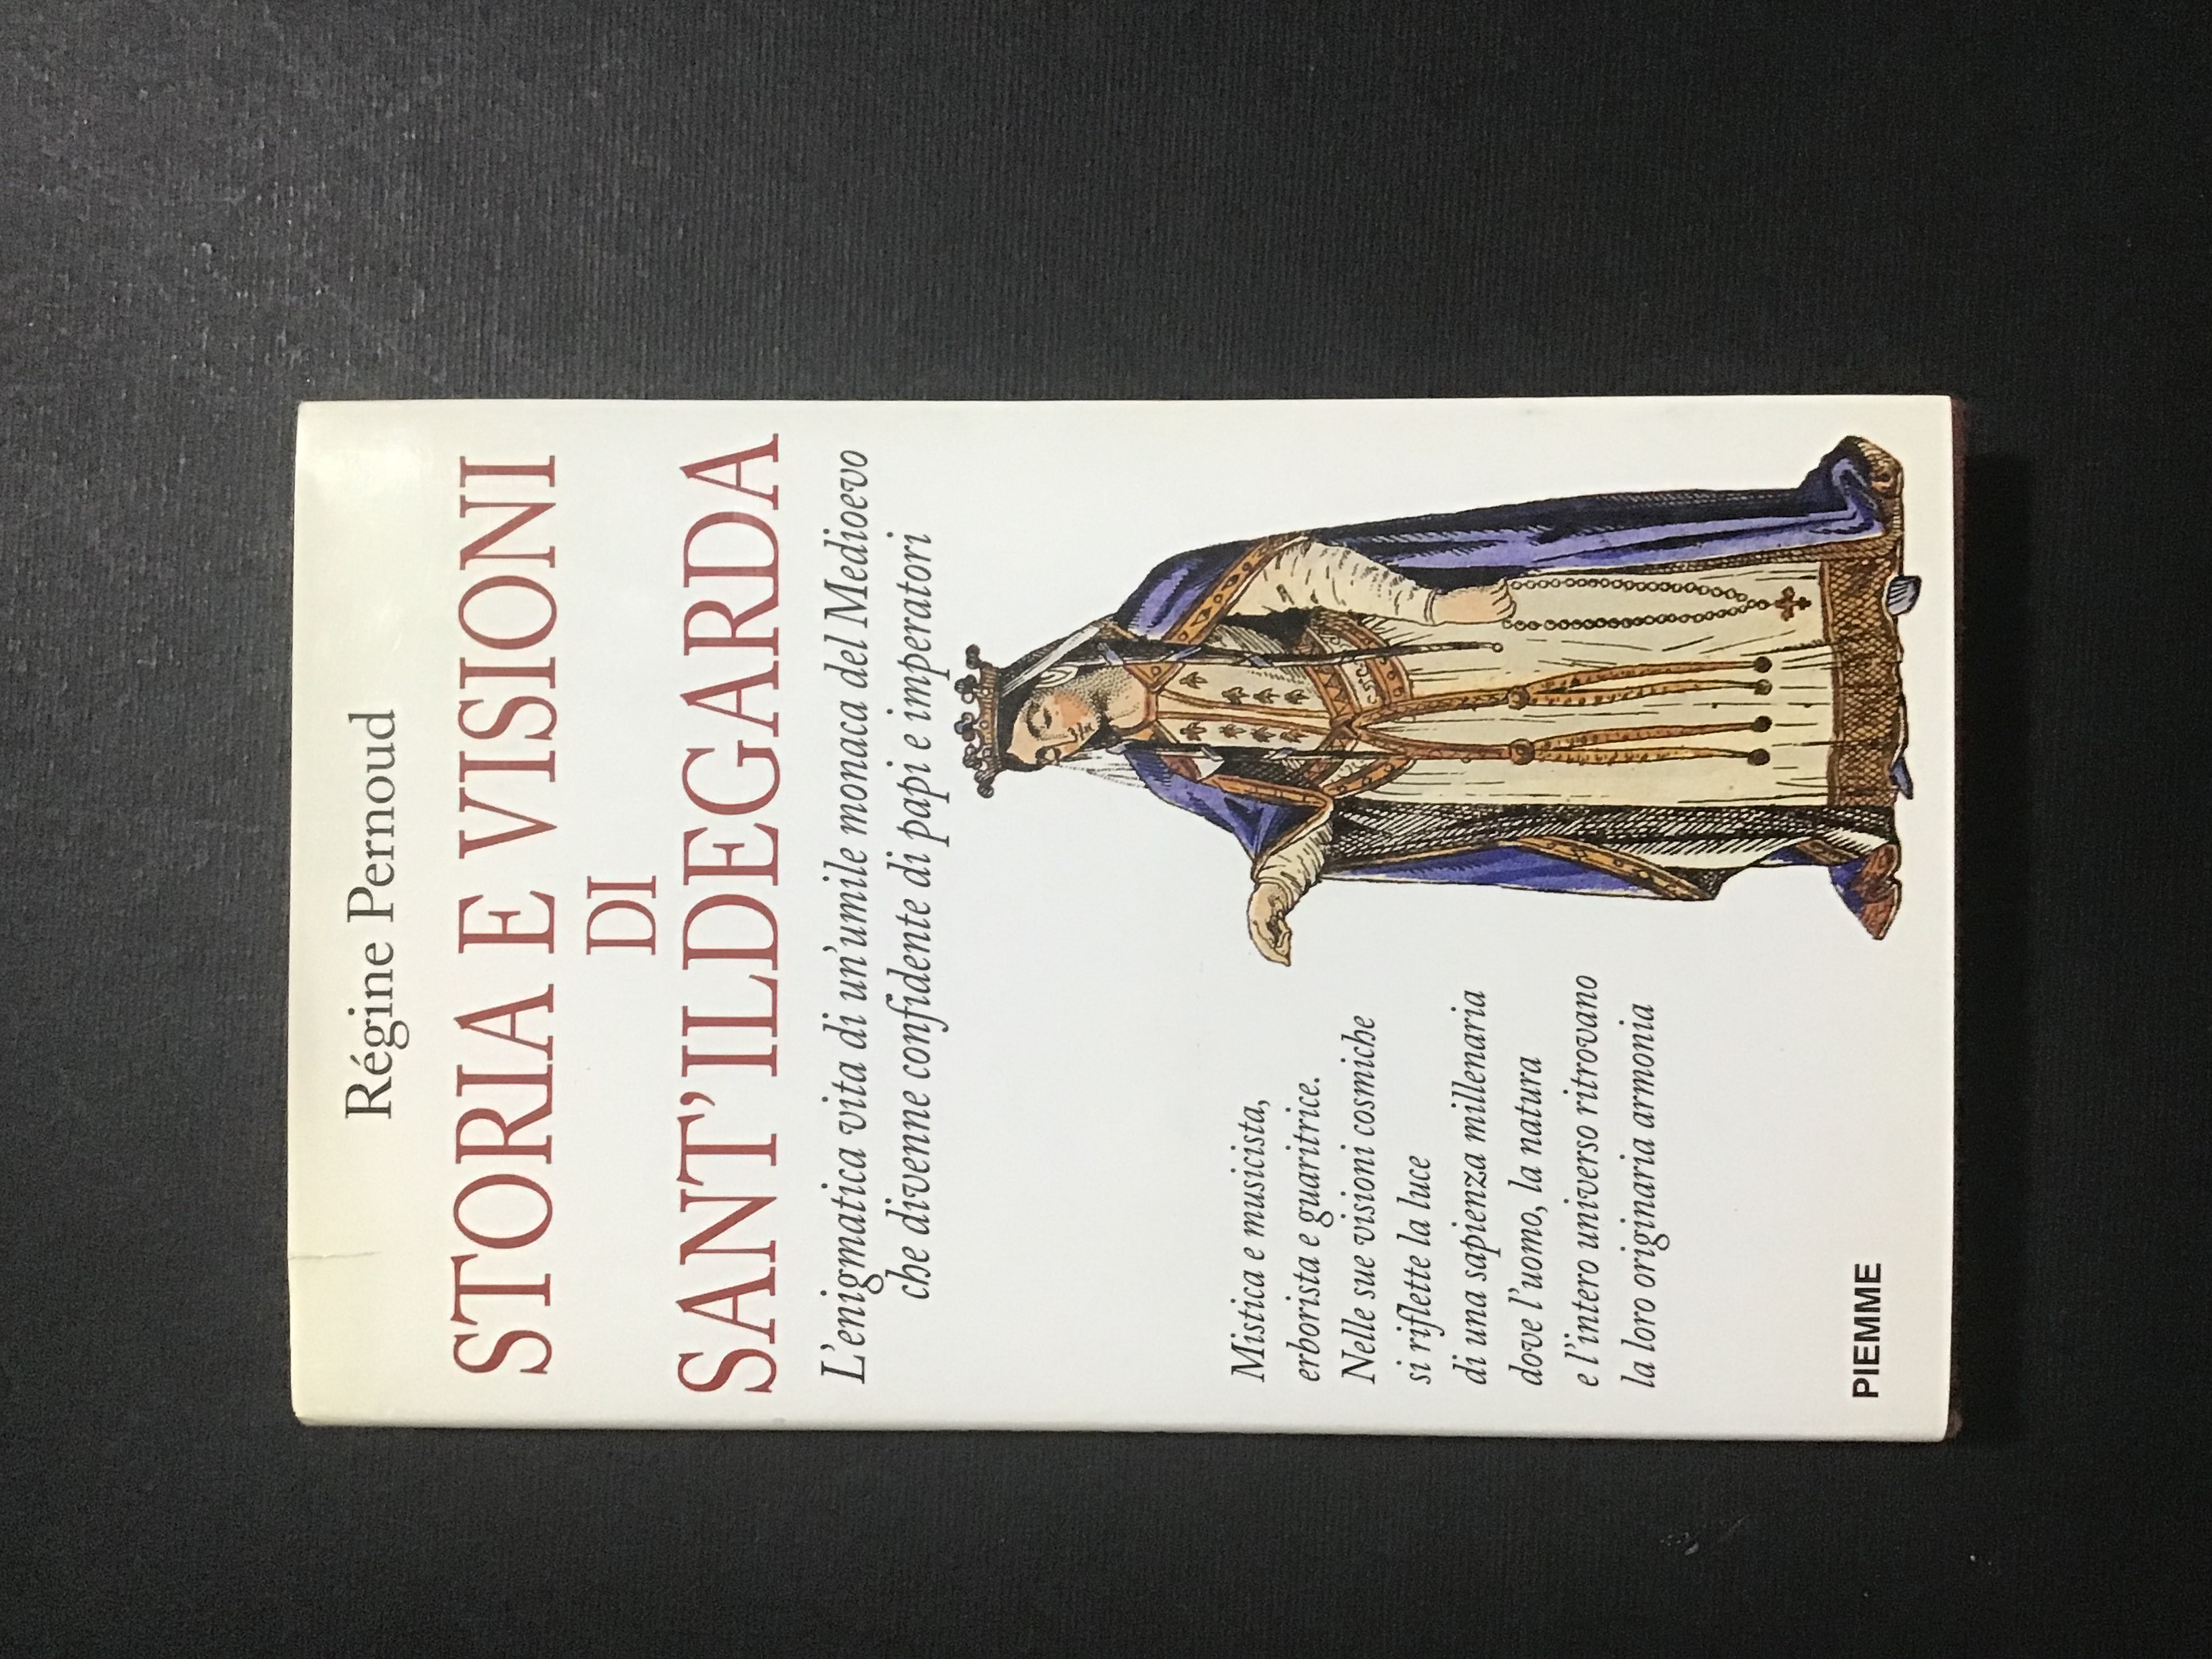 Régine Pernoud
STORIA E VISIONI
DI
SANT'ILDEGARDA
L'enigmatica vita di un'umile monaca del Medioevo
che divenne confidente di papi e imperatori
Mistica e musicista,
erborista e guaritrice.
Nelle sue visioni cosmiche
si riflette la luce
di una sapienza millenaria
dove l'uomo, la natura
e l'intero universo ritrovano
la loro originaria armonia
PIEMME